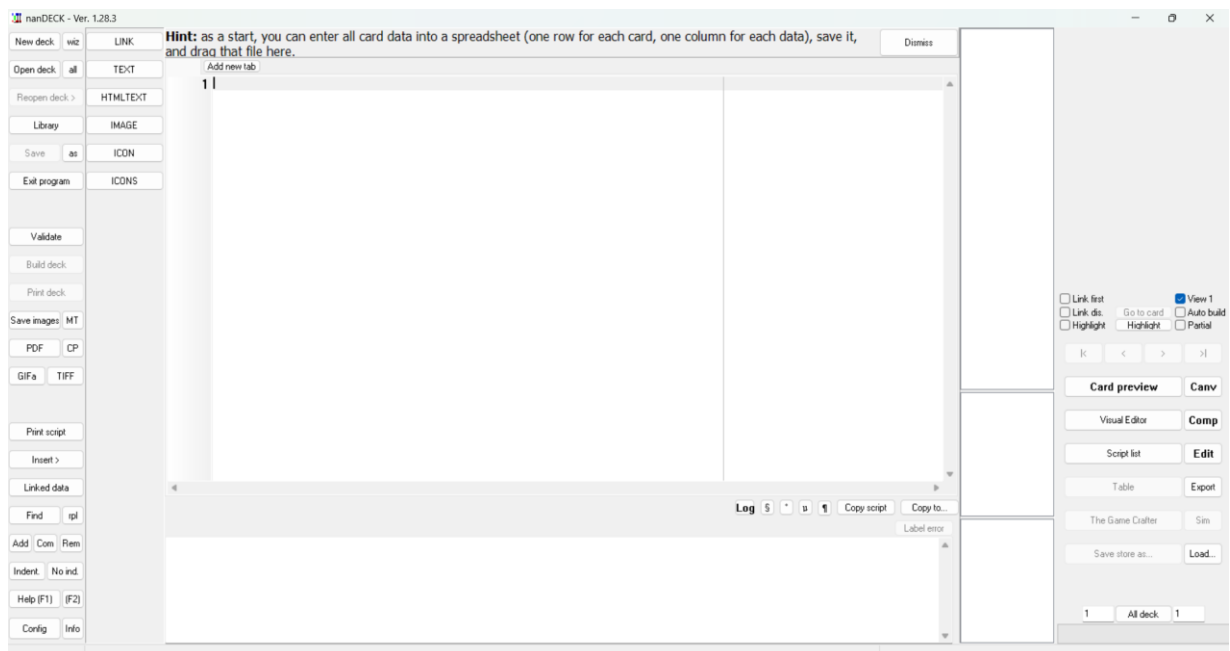 nanDECK - Ver. 1.28.3
New deck wiz LINK
Hint: as a start, you can enter all card data into a spreadsheet (one row for each card, one column for each data), save it,
and drag that file here.
Dismiss
Add new tab
Open deck all TEXT
1
Reopen deck > HTMLTEXT
Library IMAGE
Save as ICON
Exit program ICONS
Validate
Build deck
Print deck
Save images MT
PDF CP
GIFa TIFF
Print script
Insert >
Linked data
Find rpl
Add Com Rem
Indent. No ind.
Help (F1) (F2)
Config Info
Log § " µ ¶ Copy script Copy to...
Label error
Link first View 1
Link dis. Go to card Auto build
Highlight Highlight Partial
|< < > >|
Card preview Canv
Visual Editor Comp
Script list Edit
Table Export
The Game Crafter Sim
Save store as... Load...
1 All deck 1